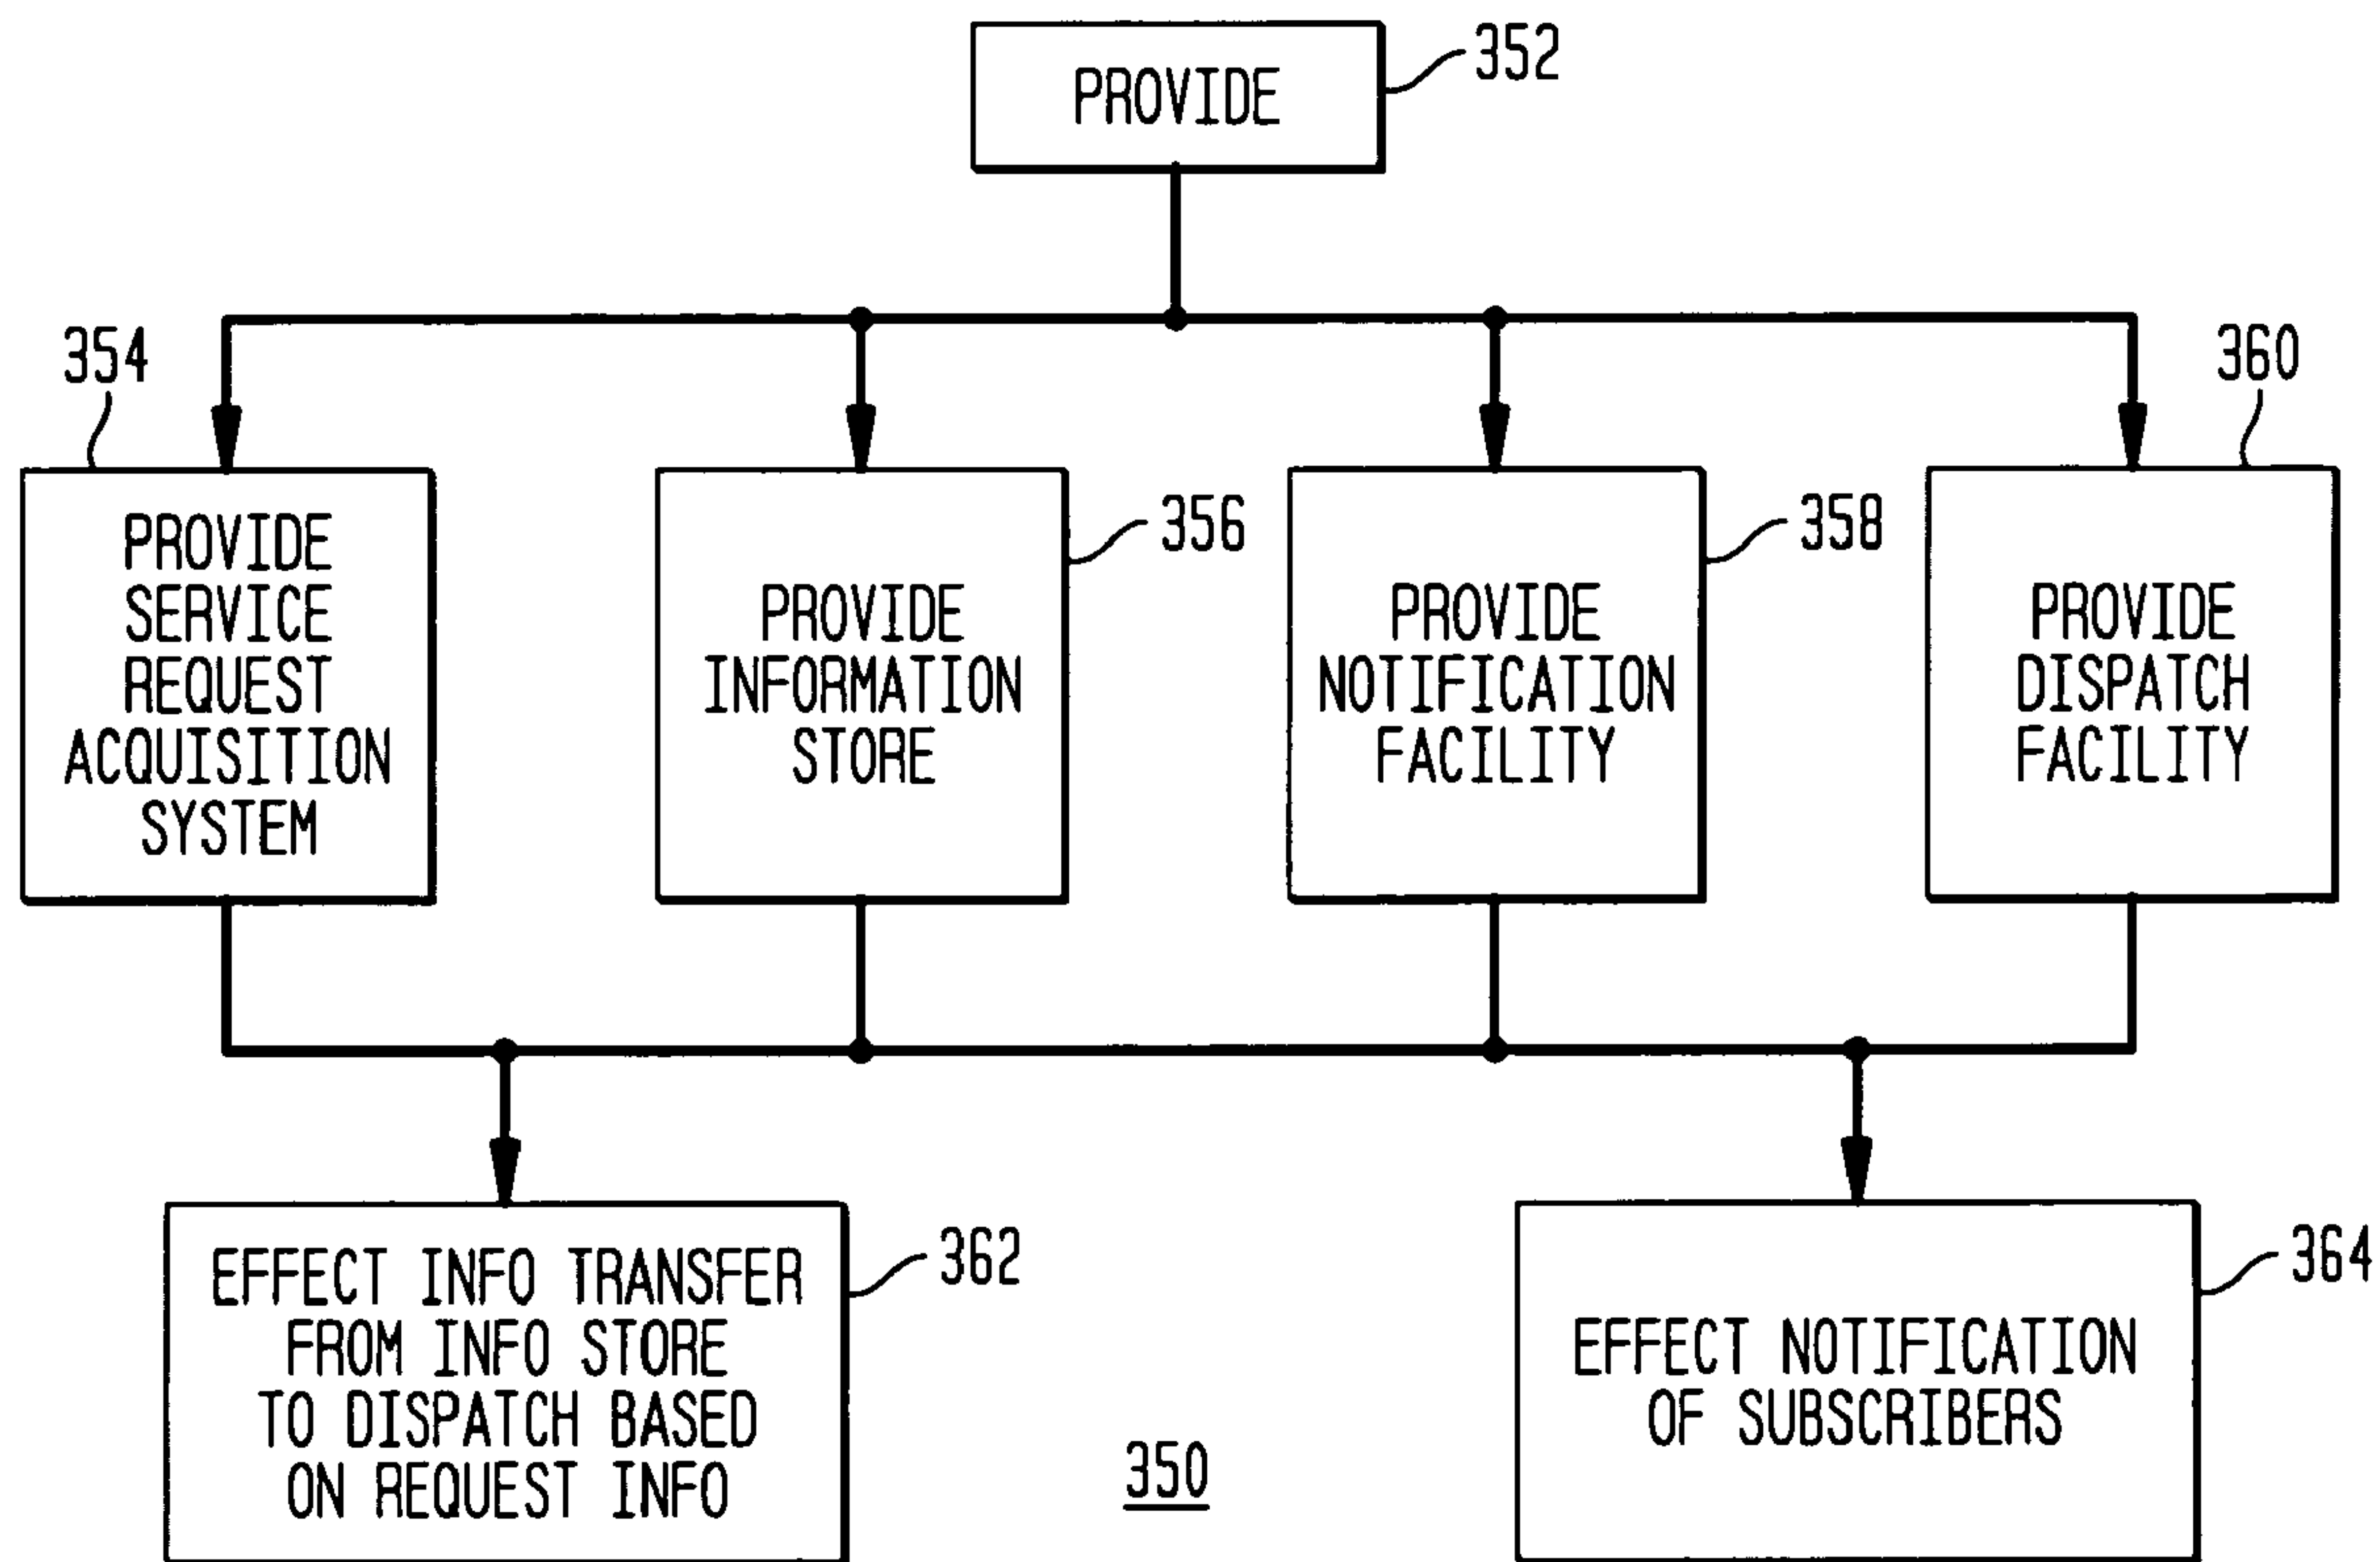 352
PROVIDE
354
360
PROVIDE
SERVICE
REQUEST
ACQUISITION
SYSTEM
356
PROVIDE
INFORMATION
STORE
358
PROVIDE
NOTIFICATION
FACILITY
PROVIDE
DISPATCH
FACILITY
362
EFFECT INFO TRANSFER
FROM INFO STORE
TO DISPATCH BASED
ON REQUEST INFO
364
EFFECT NOTIFICATION
OF SUBSCRIBERS
350